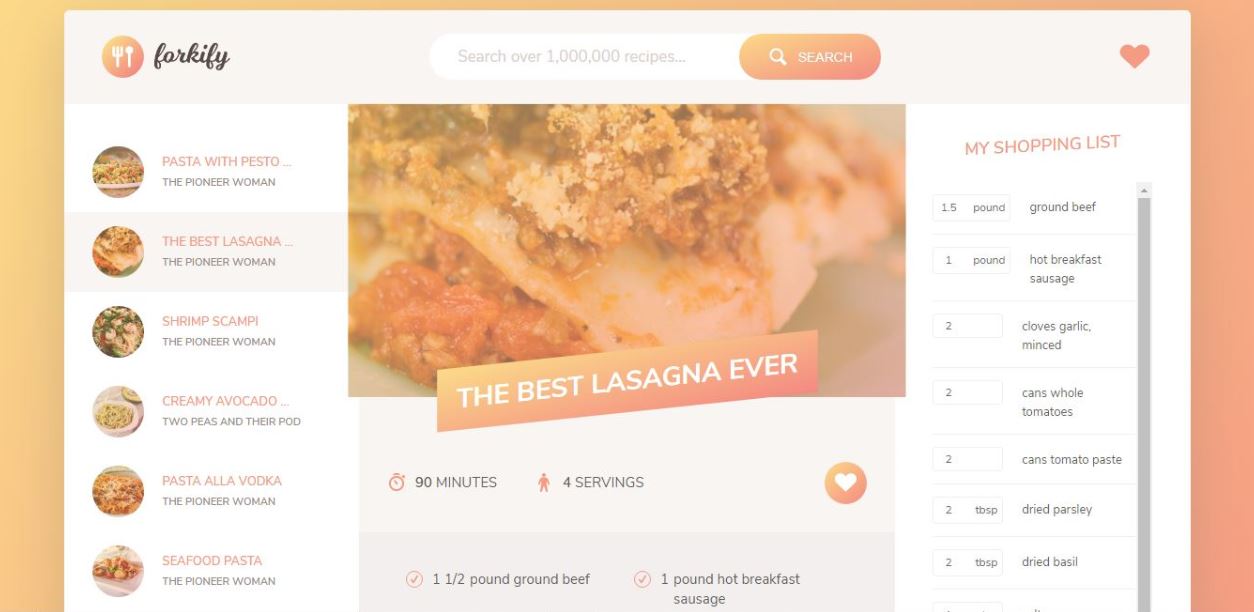 forkify
Search over 1,000,000 recipes...
SEARCH
PASTA WITH PESTO ...
THE PIONEER WOMAN
THE BEST LASAGNA ...
THE PIONEER WOMAN
SHRIMP SCAMPI
THE PIONEER WOMAN
CREAMY AVOCADO ...
TWO PEAS AND THEIR POD
PASTA ALLA VODKA
THE PIONEER WOMAN
SEAFOOD PASTA
THE PIONEER WOMAN
THE BEST LASAGNA EVER
90 MINUTES
4 SERVINGS
1 1/2 pound ground beef
1 pound hot breakfast
sausage
MY SHOPPING LIST
1.5 pound ground beef
1 pound hot breakfast
sausage
2 cloves garlic,
minced
2 cans whole
tomatoes
2 cans tomato paste
2 tbsp dried parsley
2 tbsp dried basil